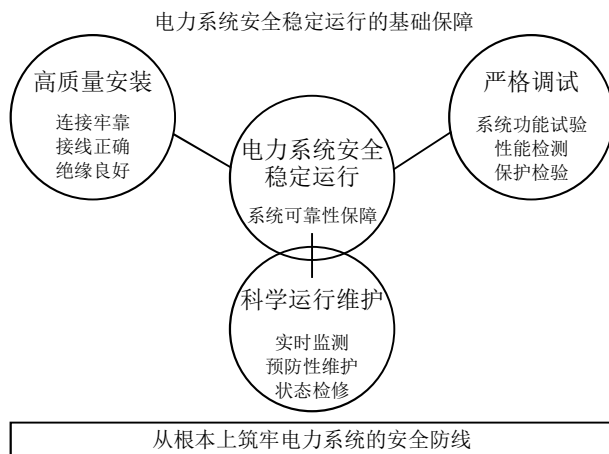 电力系统安全稳定运行的基础保障
高质量安装
连接牢靠
接线正确
绝缘良好
严格调试
系统功能试验
性能检测
保护检验
电力系统安全
稳定运行
系统可靠性保障
科学运行维护
实时监测
预防性维护
状态检修
从根本上筑牢电力系统的安全防线